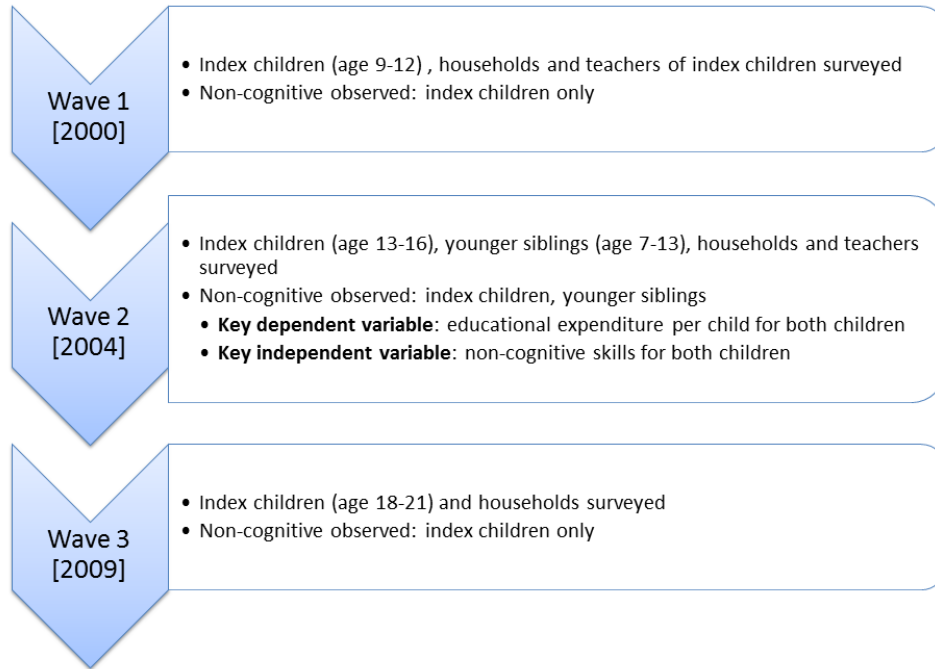 Wave 1
[2000]
• Index children (age 9-12) , households and teachers of index children surveyed
• Non-cognitive observed: index children only
Wave 2
[2004]
• Index children (age 13-16), younger siblings (age 7-13), households and teachers
surveyed
• Non-cognitive observed: index children, younger siblings
• Key dependent variable: educational expenditure per child for both children
• Key independent variable: non-cognitive skills for both children
Wave 3
[2009]
• Index children (age 18-21) and households surveyed
• Non-cognitive observed: index children only